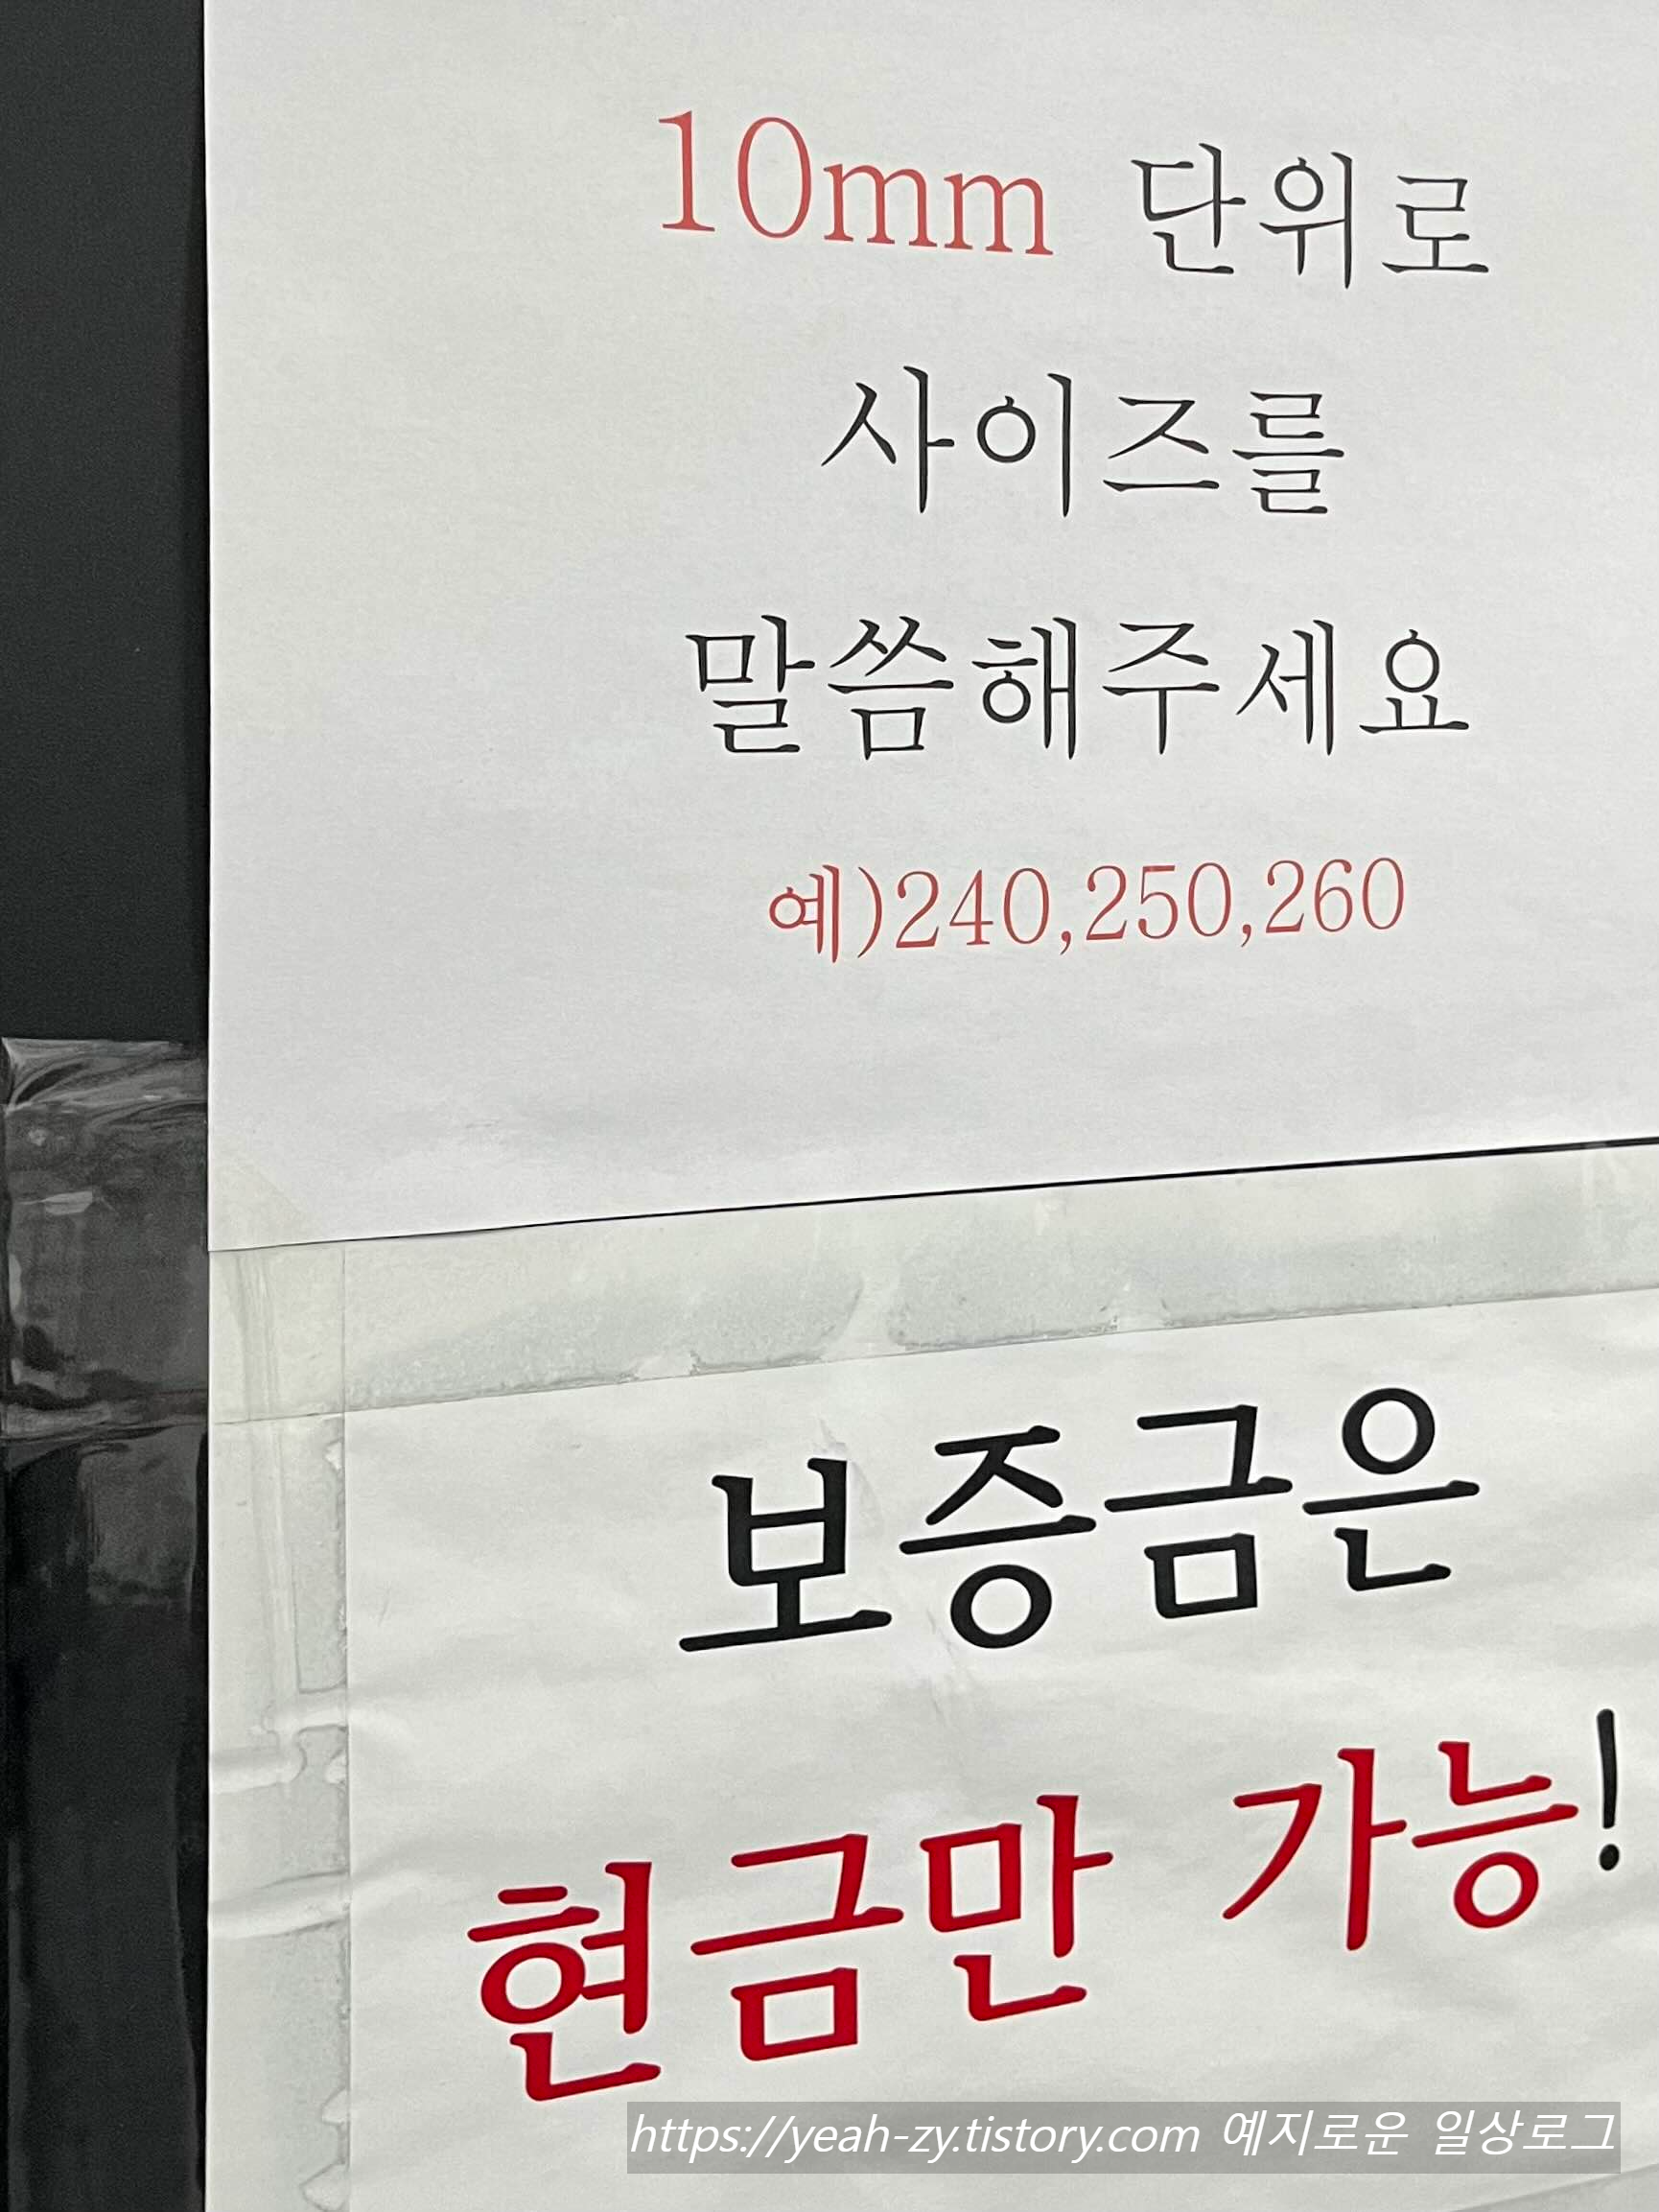 10mm 단위로
사이즈를
말씀해주세요
예)240,250,260
보증금은
현금만 가능!
https://yeah-zy.tistory.com 예지로운 일상로그